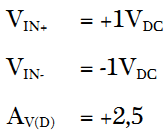 VIN+ = +1VDC
VIN- = -1VDC
AV(D) = +2,5